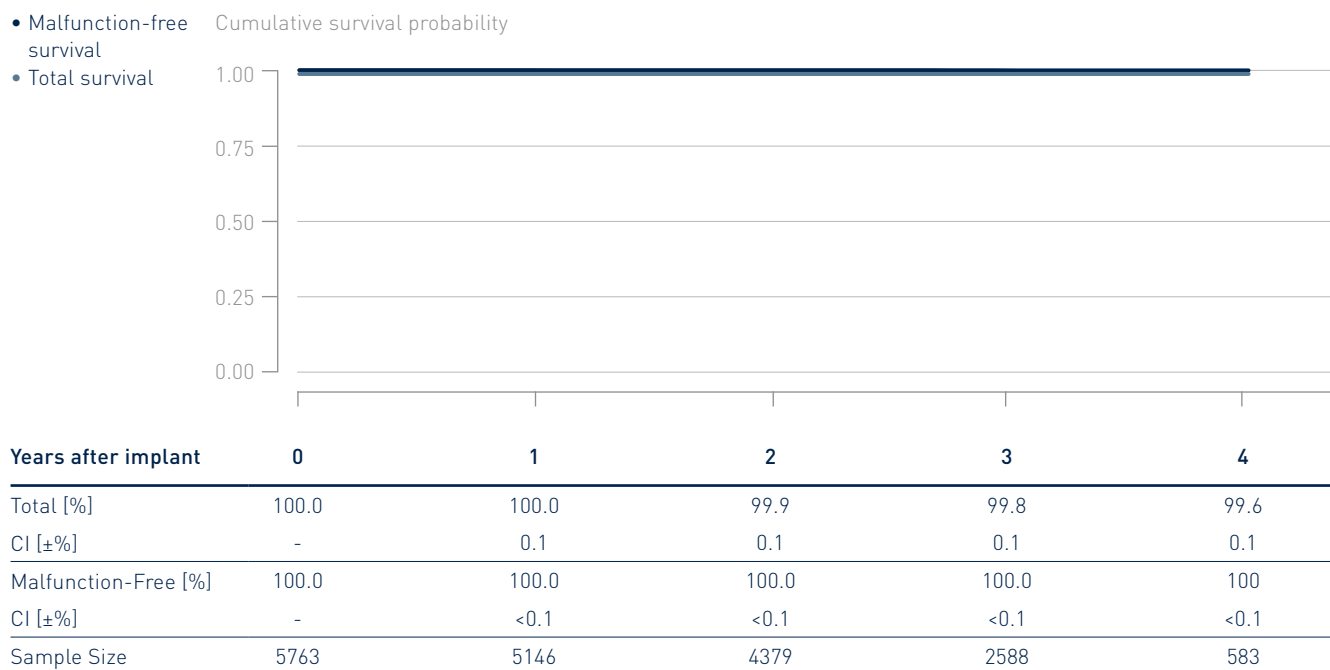 • Malfunction-free
survival
• Total survival
Cumulative survival probability
1.00
0.75
0.50
0.25
0.00
Years after implant 0 1 2 3 4
Total [%] 100.0 100.0 99.9 99.8 99.6
CI [±%] - 0.1 0.1 0.1 0.1
Malfunction-Free [%] 100.0 100.0 100.0 100.0 100
CI [±%] - <0.1 <0.1 <0.1 <0.1
Sample Size 5763 5146 4379 2588 583